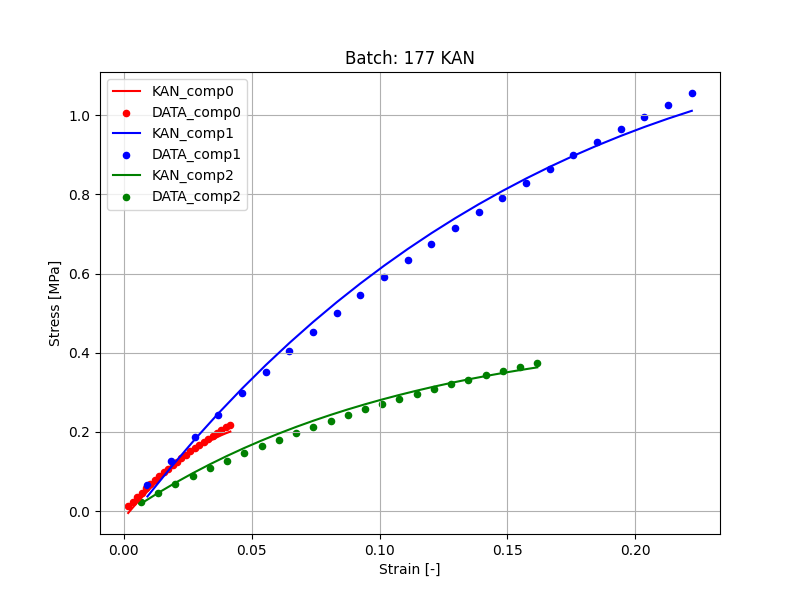 Batch: 177 KAN
KAN_comp0
DATA_comp0
KAN_comp1
DATA_comp1
KAN_comp2
DATA_comp2
1.0
0.8
0.6
0.4
0.2
0.0
Stress [MPa]
0.00 0.05 0.10 0.15 0.20
Strain [-]